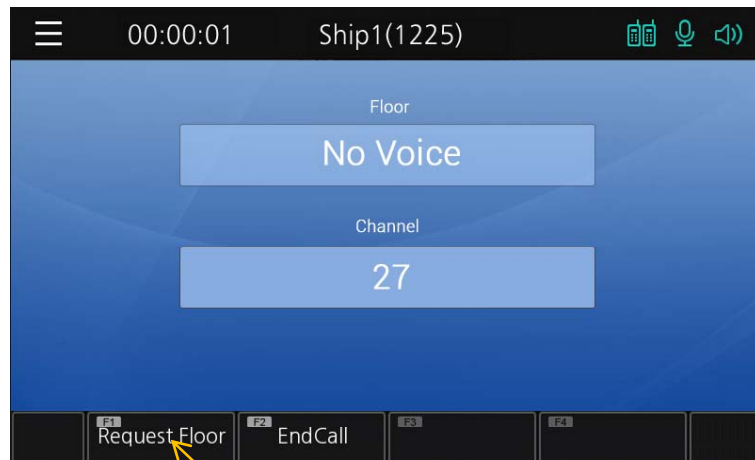 00:00:01 Ship1(1225)
Floor
No Voice
Channel
27
F1 F2 F3 F4
Request Floor EndCall